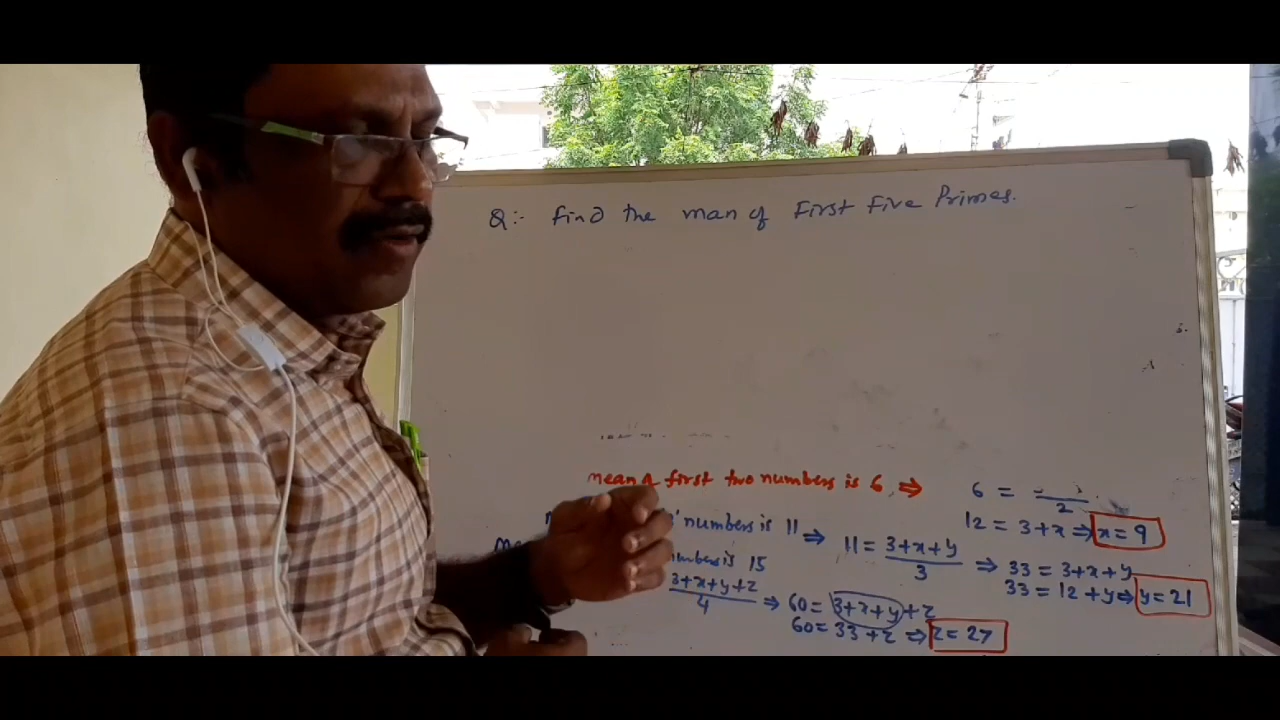 Q:- find the man of first five Primes.
mean of first two numbers is 6 ⇒ 6 = /2
12 = 3+x ⇒ x = 9
numbers is 11 ⇒ 11 = (3+x+y)/3 ⇒ 33 = 3+x+y
33 = 12+y ⇒ y = 21
numbers is 15
(3+x+y+z)/4 ⇒ 60 = 3+x+y+z
60 = 33+z ⇒ z = 27